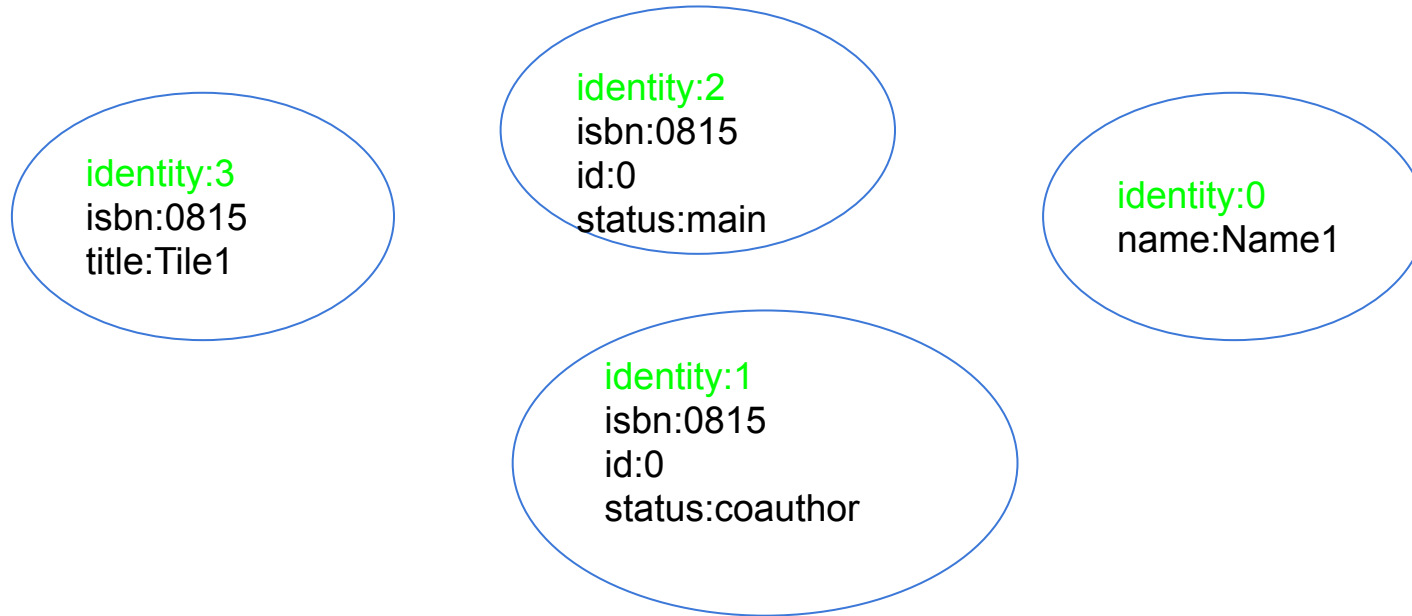 identity:3
isbn:0815
title:Tile1
identity:2
isbn:0815
id:0
status:main
identity:0
name:Name1
identity:1
isbn:0815
id:0
status:coauthor